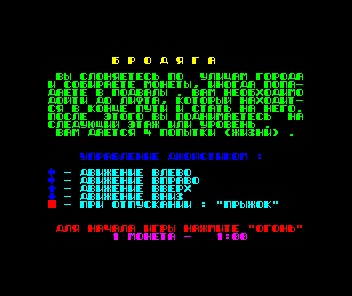 БРОДЯГА
ВЫ СЛОНЯЕТЕСЬ ПО УЛИЦАМ ГОРОДА
И СОБИРАЕТЕ МОНЕТЫ, ИНОГДА ПОПА-
ДАЕТЕ В ПОДВАЛЫ . ВАМ НЕОБХОДИМО
ДОЙТИ ДО ЛИФТА, КОТОРЫЙ НАХОДИТ-
СЯ В КОНЦЕ ПУТИ И СТАТЬ НА НЕГО.
ПОСЛЕ ЭТОГО ВЫ ПОДНИМАЕТЕСЬ НА
СЛЕДУЮЩИЙ ЭТАЖ ИЛИ УРОВЕНЬ
ВАМ ДАЕТСЯ 4 ПОПЫТКИ (ЖИЗНИ) .
УПРАВЛЕНИЕ ДЖОЙСТИКОМ :
- ДВИЖЕНИЕ ВЛЕВО
- ДВИЖЕНИЕ ВПРАВО
- ДВИЖЕНИЕ ВВЕРХ
- ДВИЖЕНИЕ ВНИЗ
- ПРИ ОТПУСКАНИИ : "ПРЫЖОК"
ДЛЯ НАЧАЛА ИГРЫ НАЖМИТЕ "ОГОНЬ"
1 МОНЕТА - 1:00